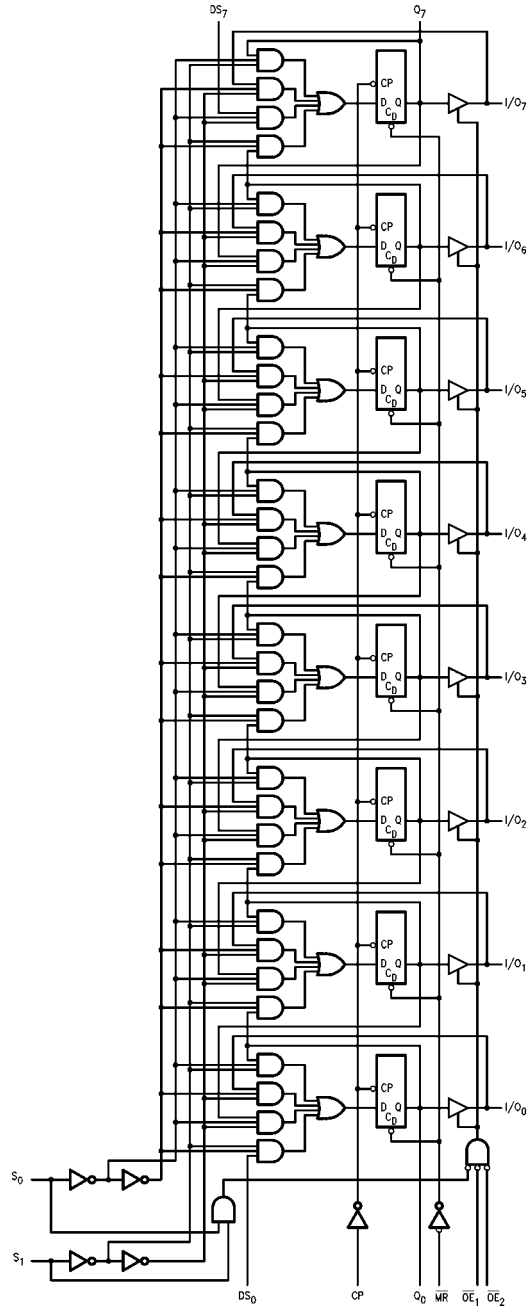 DS7 Q7
CP
D Q
CD
I/O7
CP
D Q
CD
I/O6
CP
D Q
CD
I/O5
CP
D Q
CD
I/O4
CP
D Q
CD
I/O3
CP
D Q
CD
I/O2
CP
D Q
CD
I/O1
CP
D Q
CD
I/O0
S0
S1
DS0 CP Q0 MR OE1 OE2